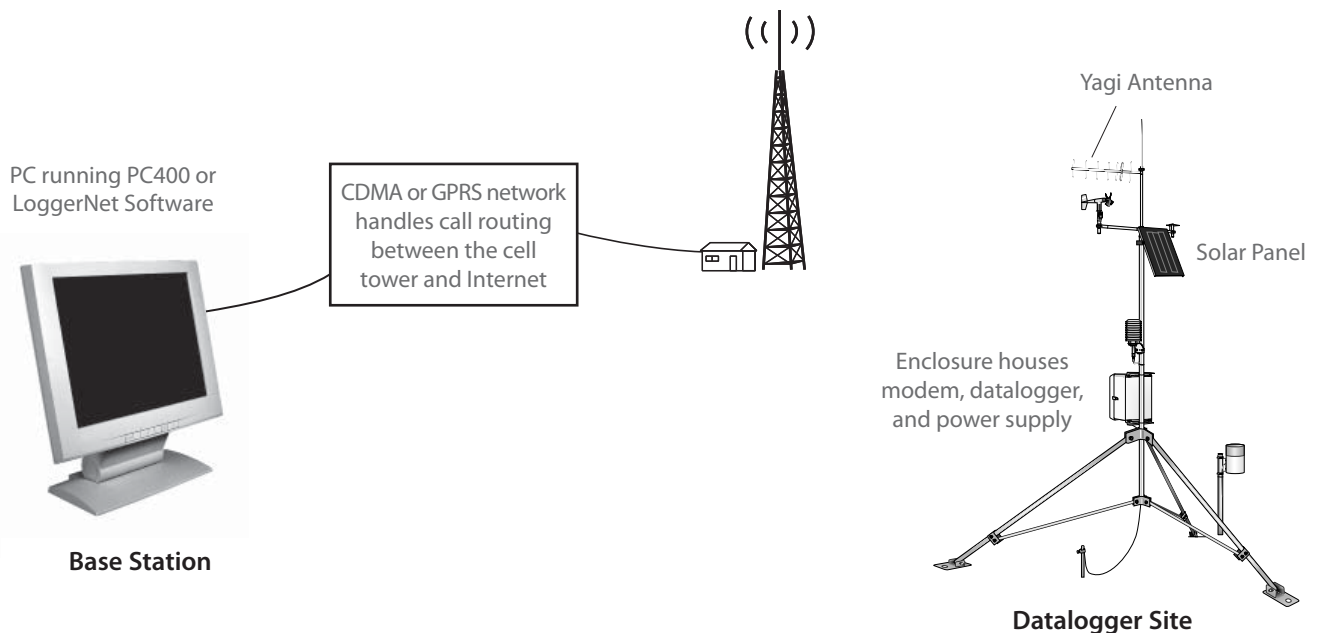 Yagi Antenna
PC running PC400 or
LoggerNet Software
CDMA or GPRS network
handles call routing
between the cell
tower and Internet
Solar Panel
Enclosure houses
modem, datalogger,
and power supply
Base Station
Datalogger Site